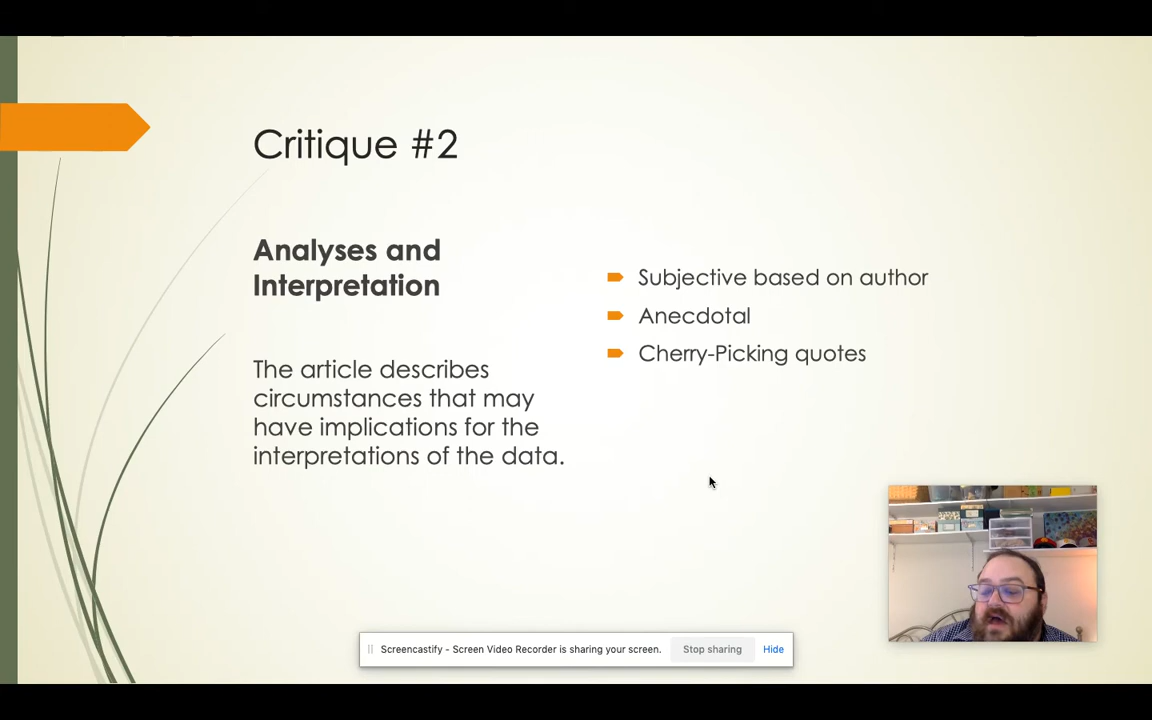 Critique #2
Analyses and
Interpretation
The article describes
circumstances that may
have implications for the
interpretations of the data.
Subjective based on author
Anecdotal
Cherry-Picking quotes
Screencastify - Screen Video Recorder is sharing your screen.
Stop sharing
Hide